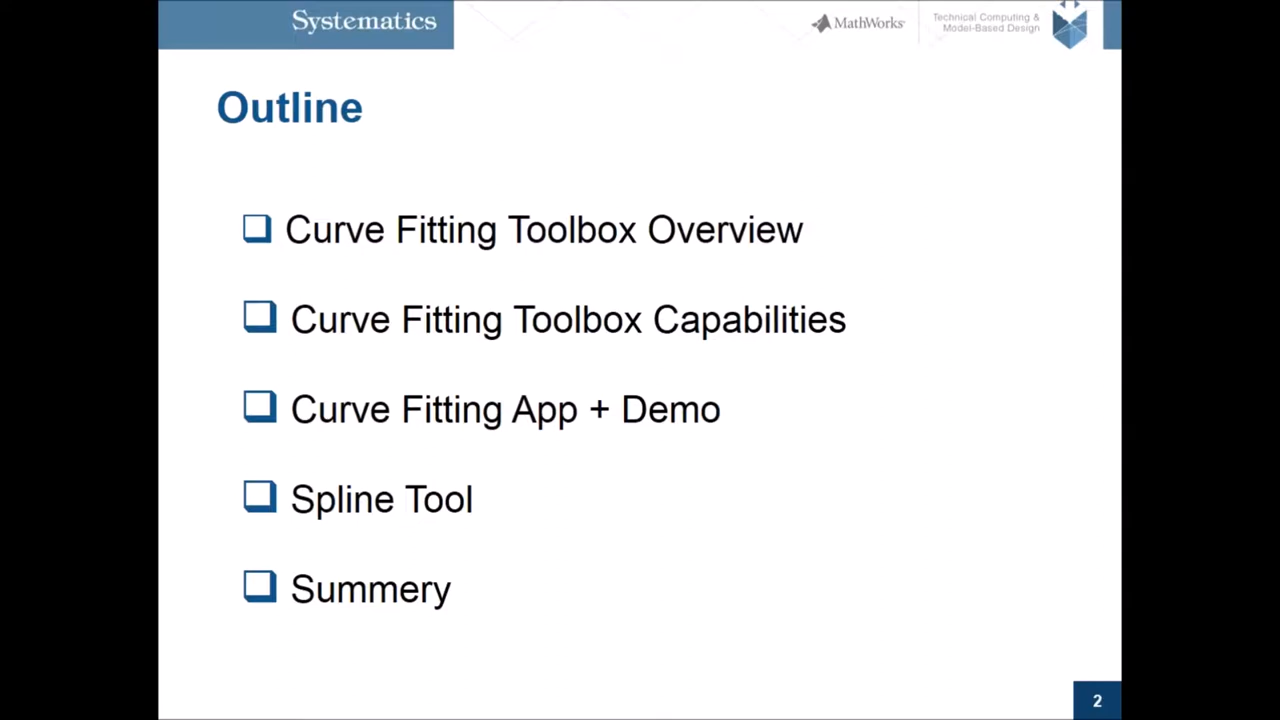 Systematics
MathWorks
Technical Computing &
Model-Based Design
Outline
Curve Fitting Toolbox Overview
Curve Fitting Toolbox Capabilities
Curve Fitting App + Demo
Spline Tool
Summery
2